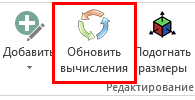 Добавить Обновить вычисления Подогнать размеры
Редактирование